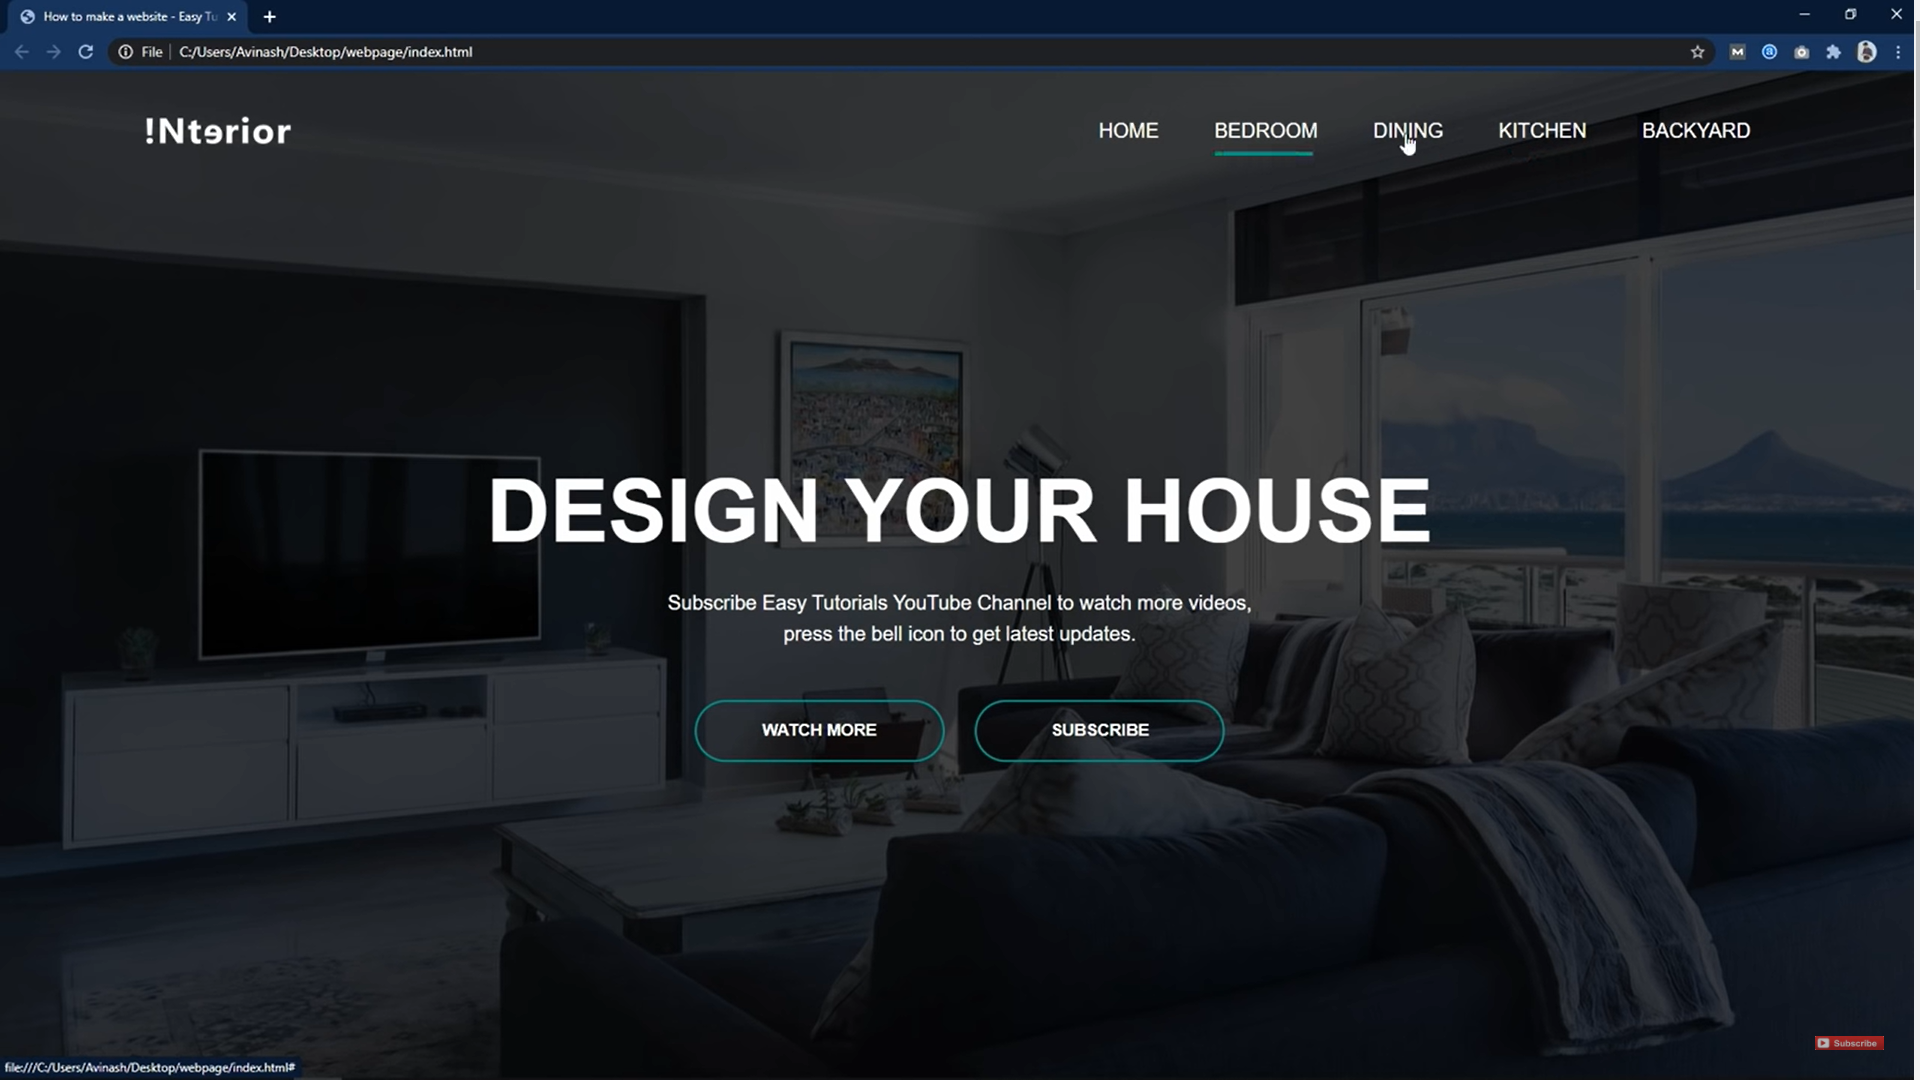 How to make a website - Easy Tu
File C:/Users/Avinash/Desktop/webpage/index.html
!Ntɘrior
HOME BEDROOM DINING KITCHEN BACKYARD
DESIGN YOUR HOUSE
Subscribe Easy Tutorials YouTube Channel to watch more videos,
press the bell icon to get latest updates.
WATCH MORE SUBSCRIBE
Subscribe
file:///C:/Users/Avinash/Desktop/webpage/index.html#